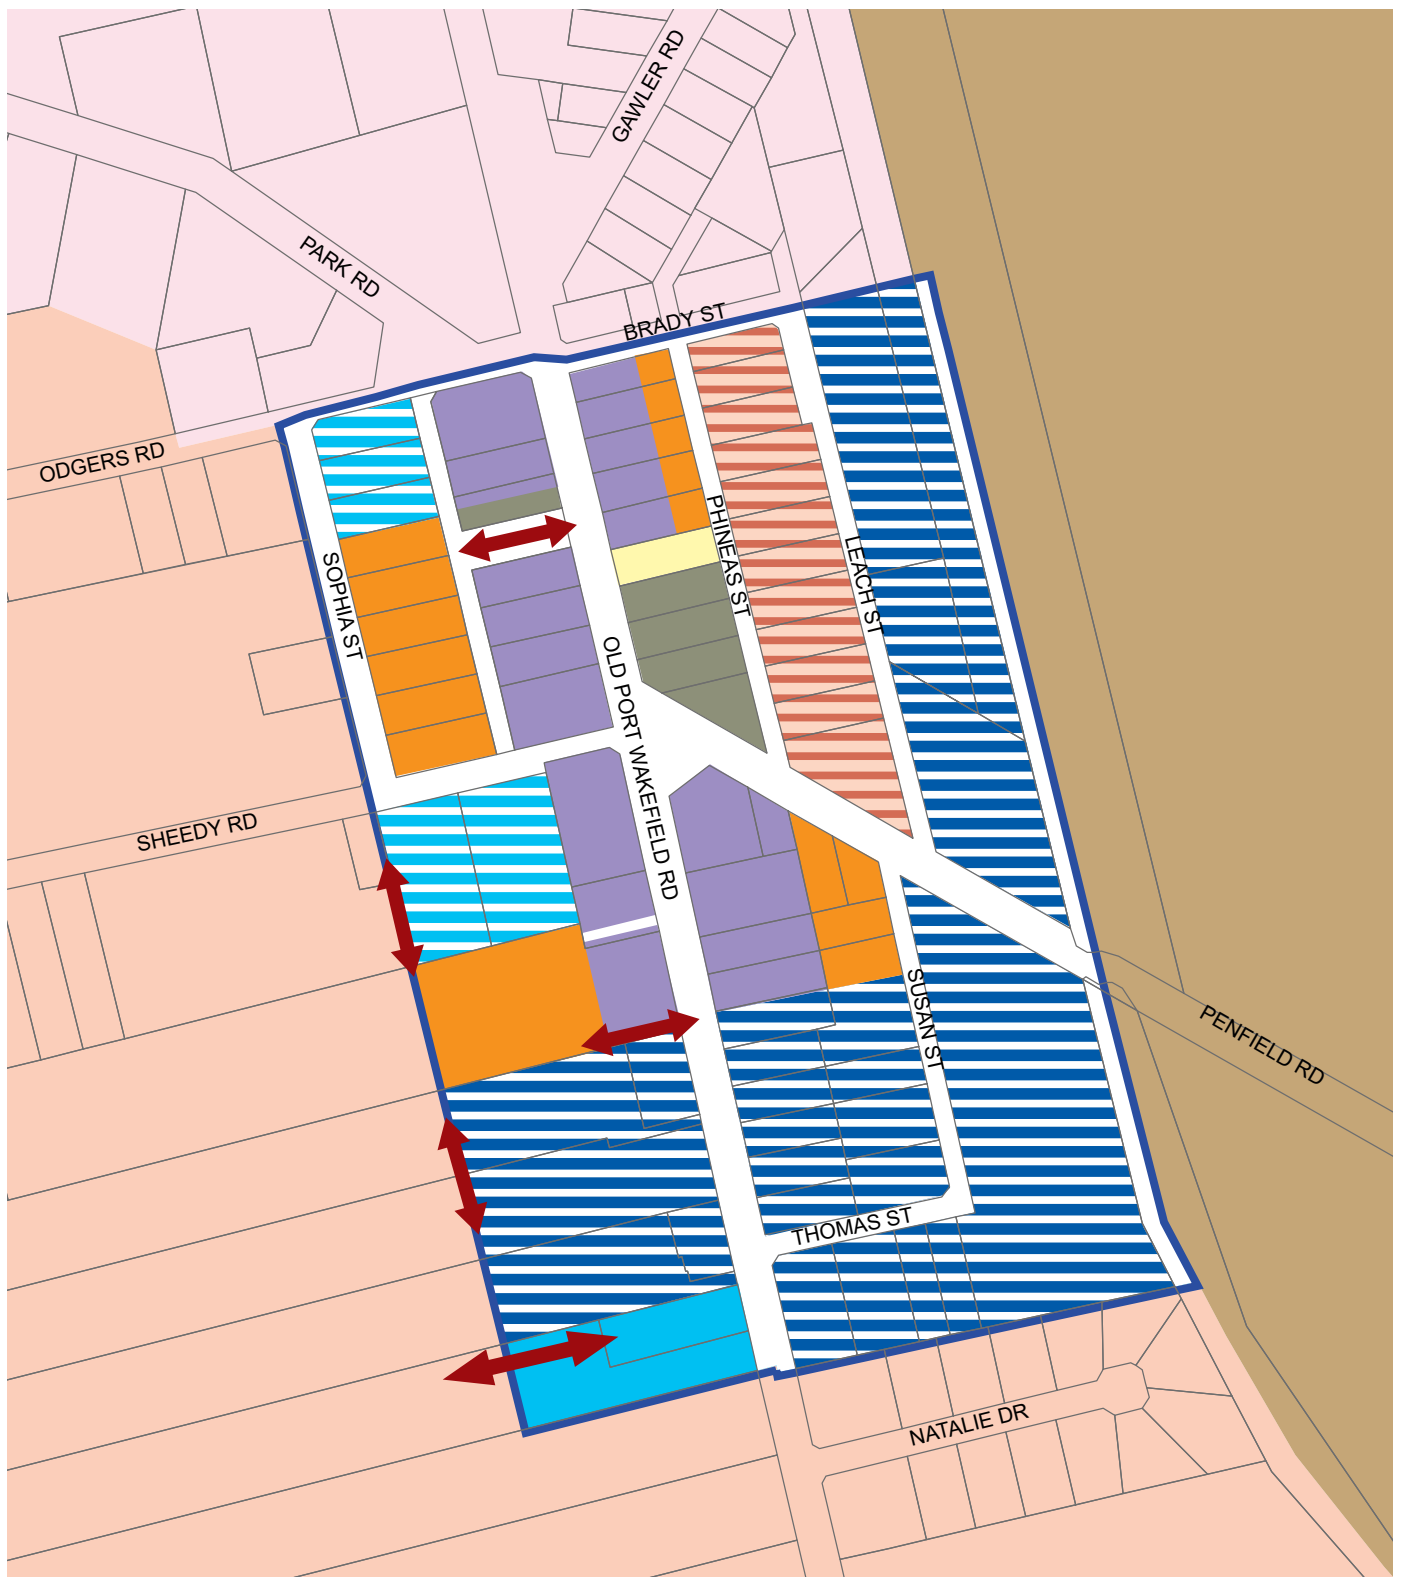 GAWLER RD
PARK RD
BRADY ST
ODGERS RD
SOPHIA ST
PHINEAS ST
LEACH ST
OLD PORT WAKEFIELD RD
SHEEDY RD
SUSAN ST
PENFIELD RD
THOMAS ST
NATALIE DR